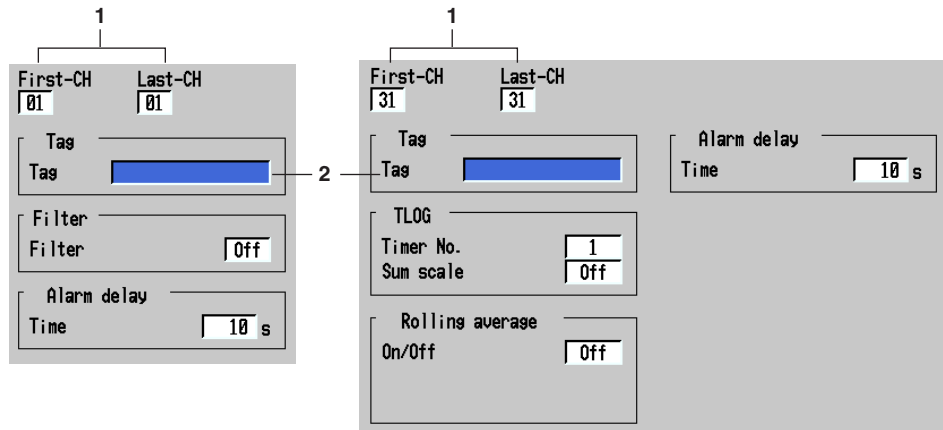 1
First-CH Last-CH
01 01
Tag
Tag
Filter
Filter Off
Alarm delay
Time 10 s
2
1
First-CH Last-CH
31 31
Tag
Tag
TLOG
Timer No. 1
Sum scale Off
Rolling average
On/Off Off
Alarm delay
Time 10 s